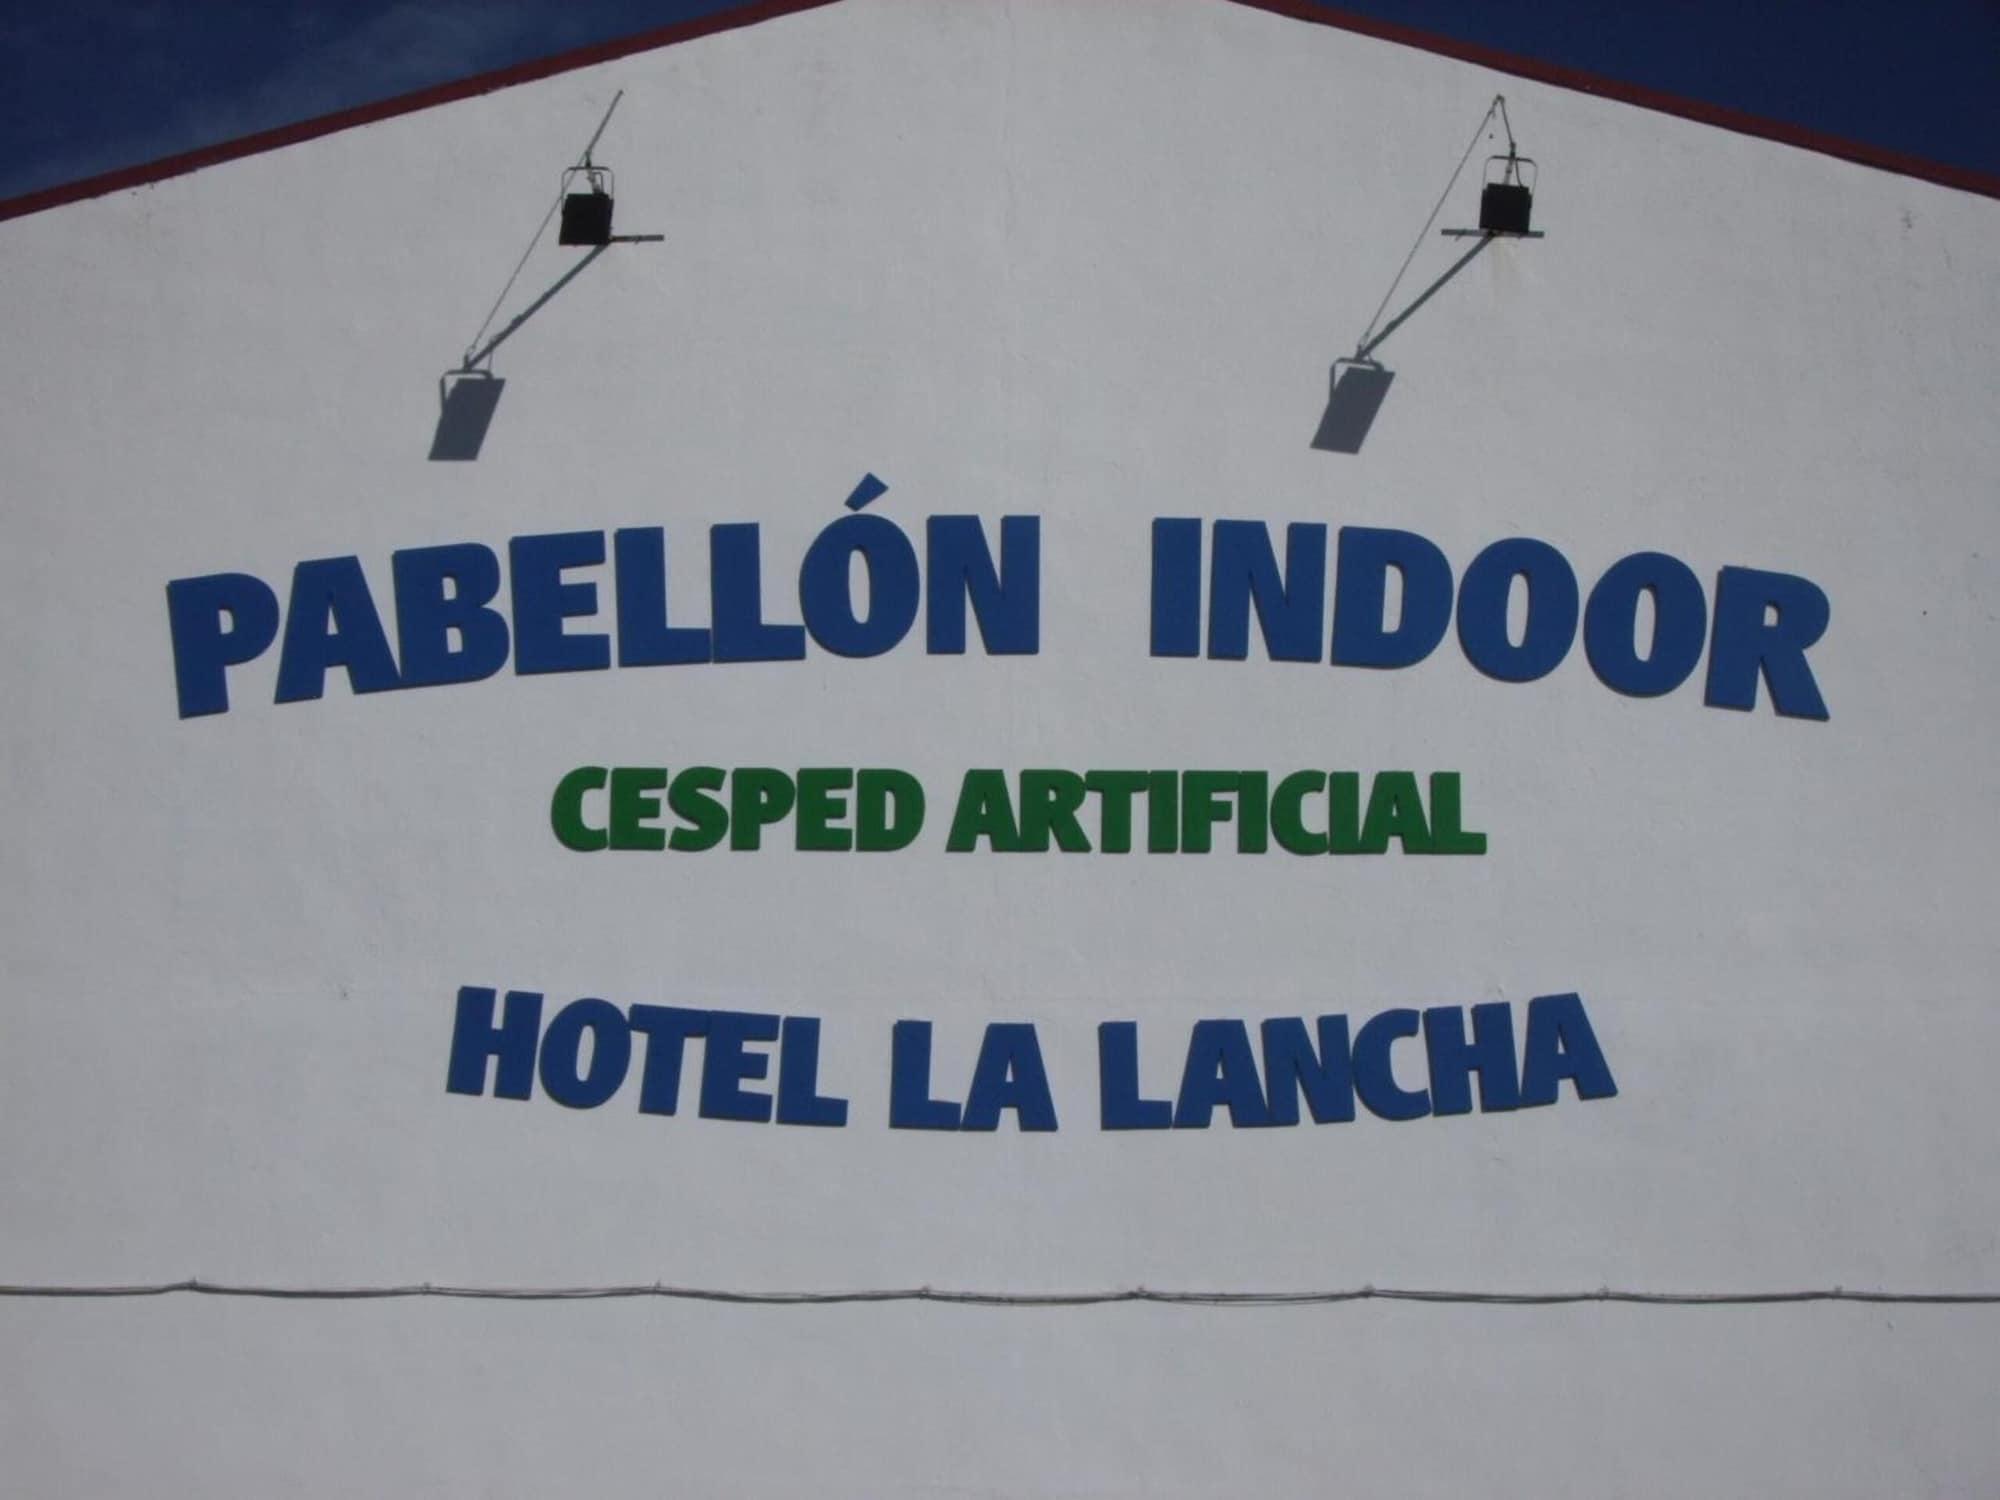 PABELLÓN INDOOR
CESPED ARTIFICIAL
HOTEL LA LANCHA